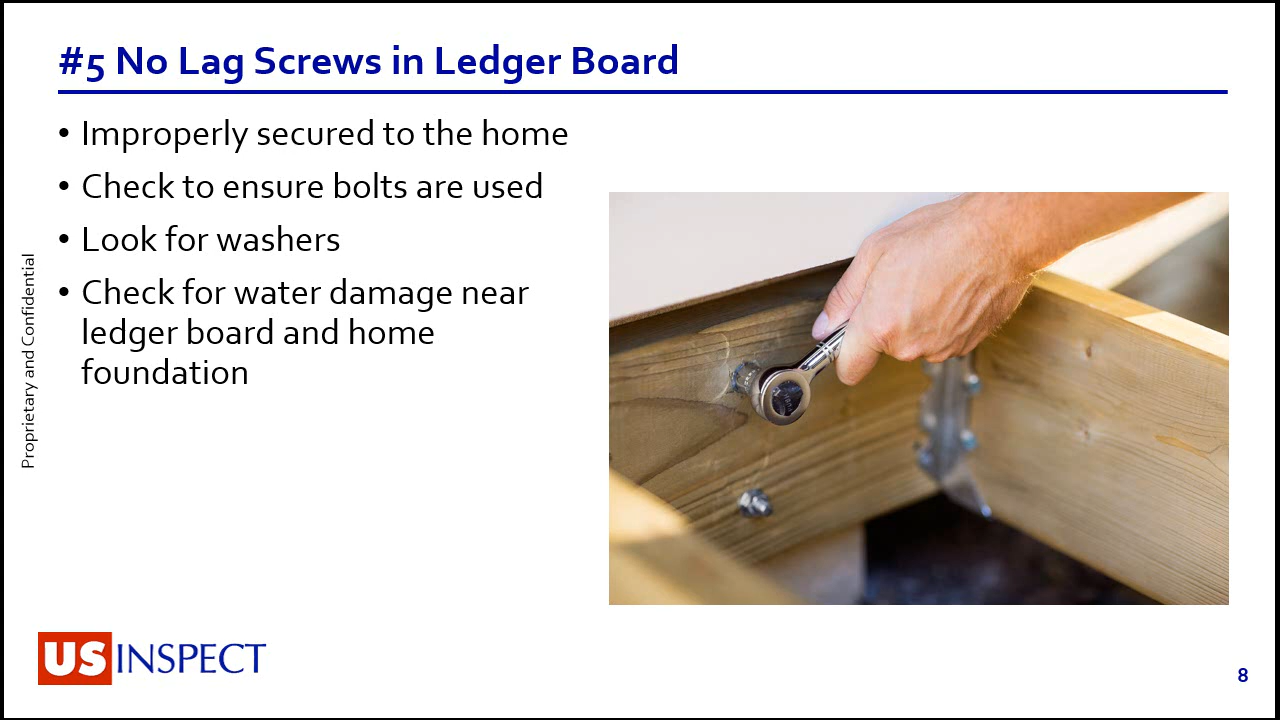 #5 No Lag Screws in Ledger Board
• Improperly secured to the home
• Check to ensure bolts are used
• Look for washers
• Check for water damage near
ledger board and home
foundation
Proprietary and Confidential
US INSPECT
8